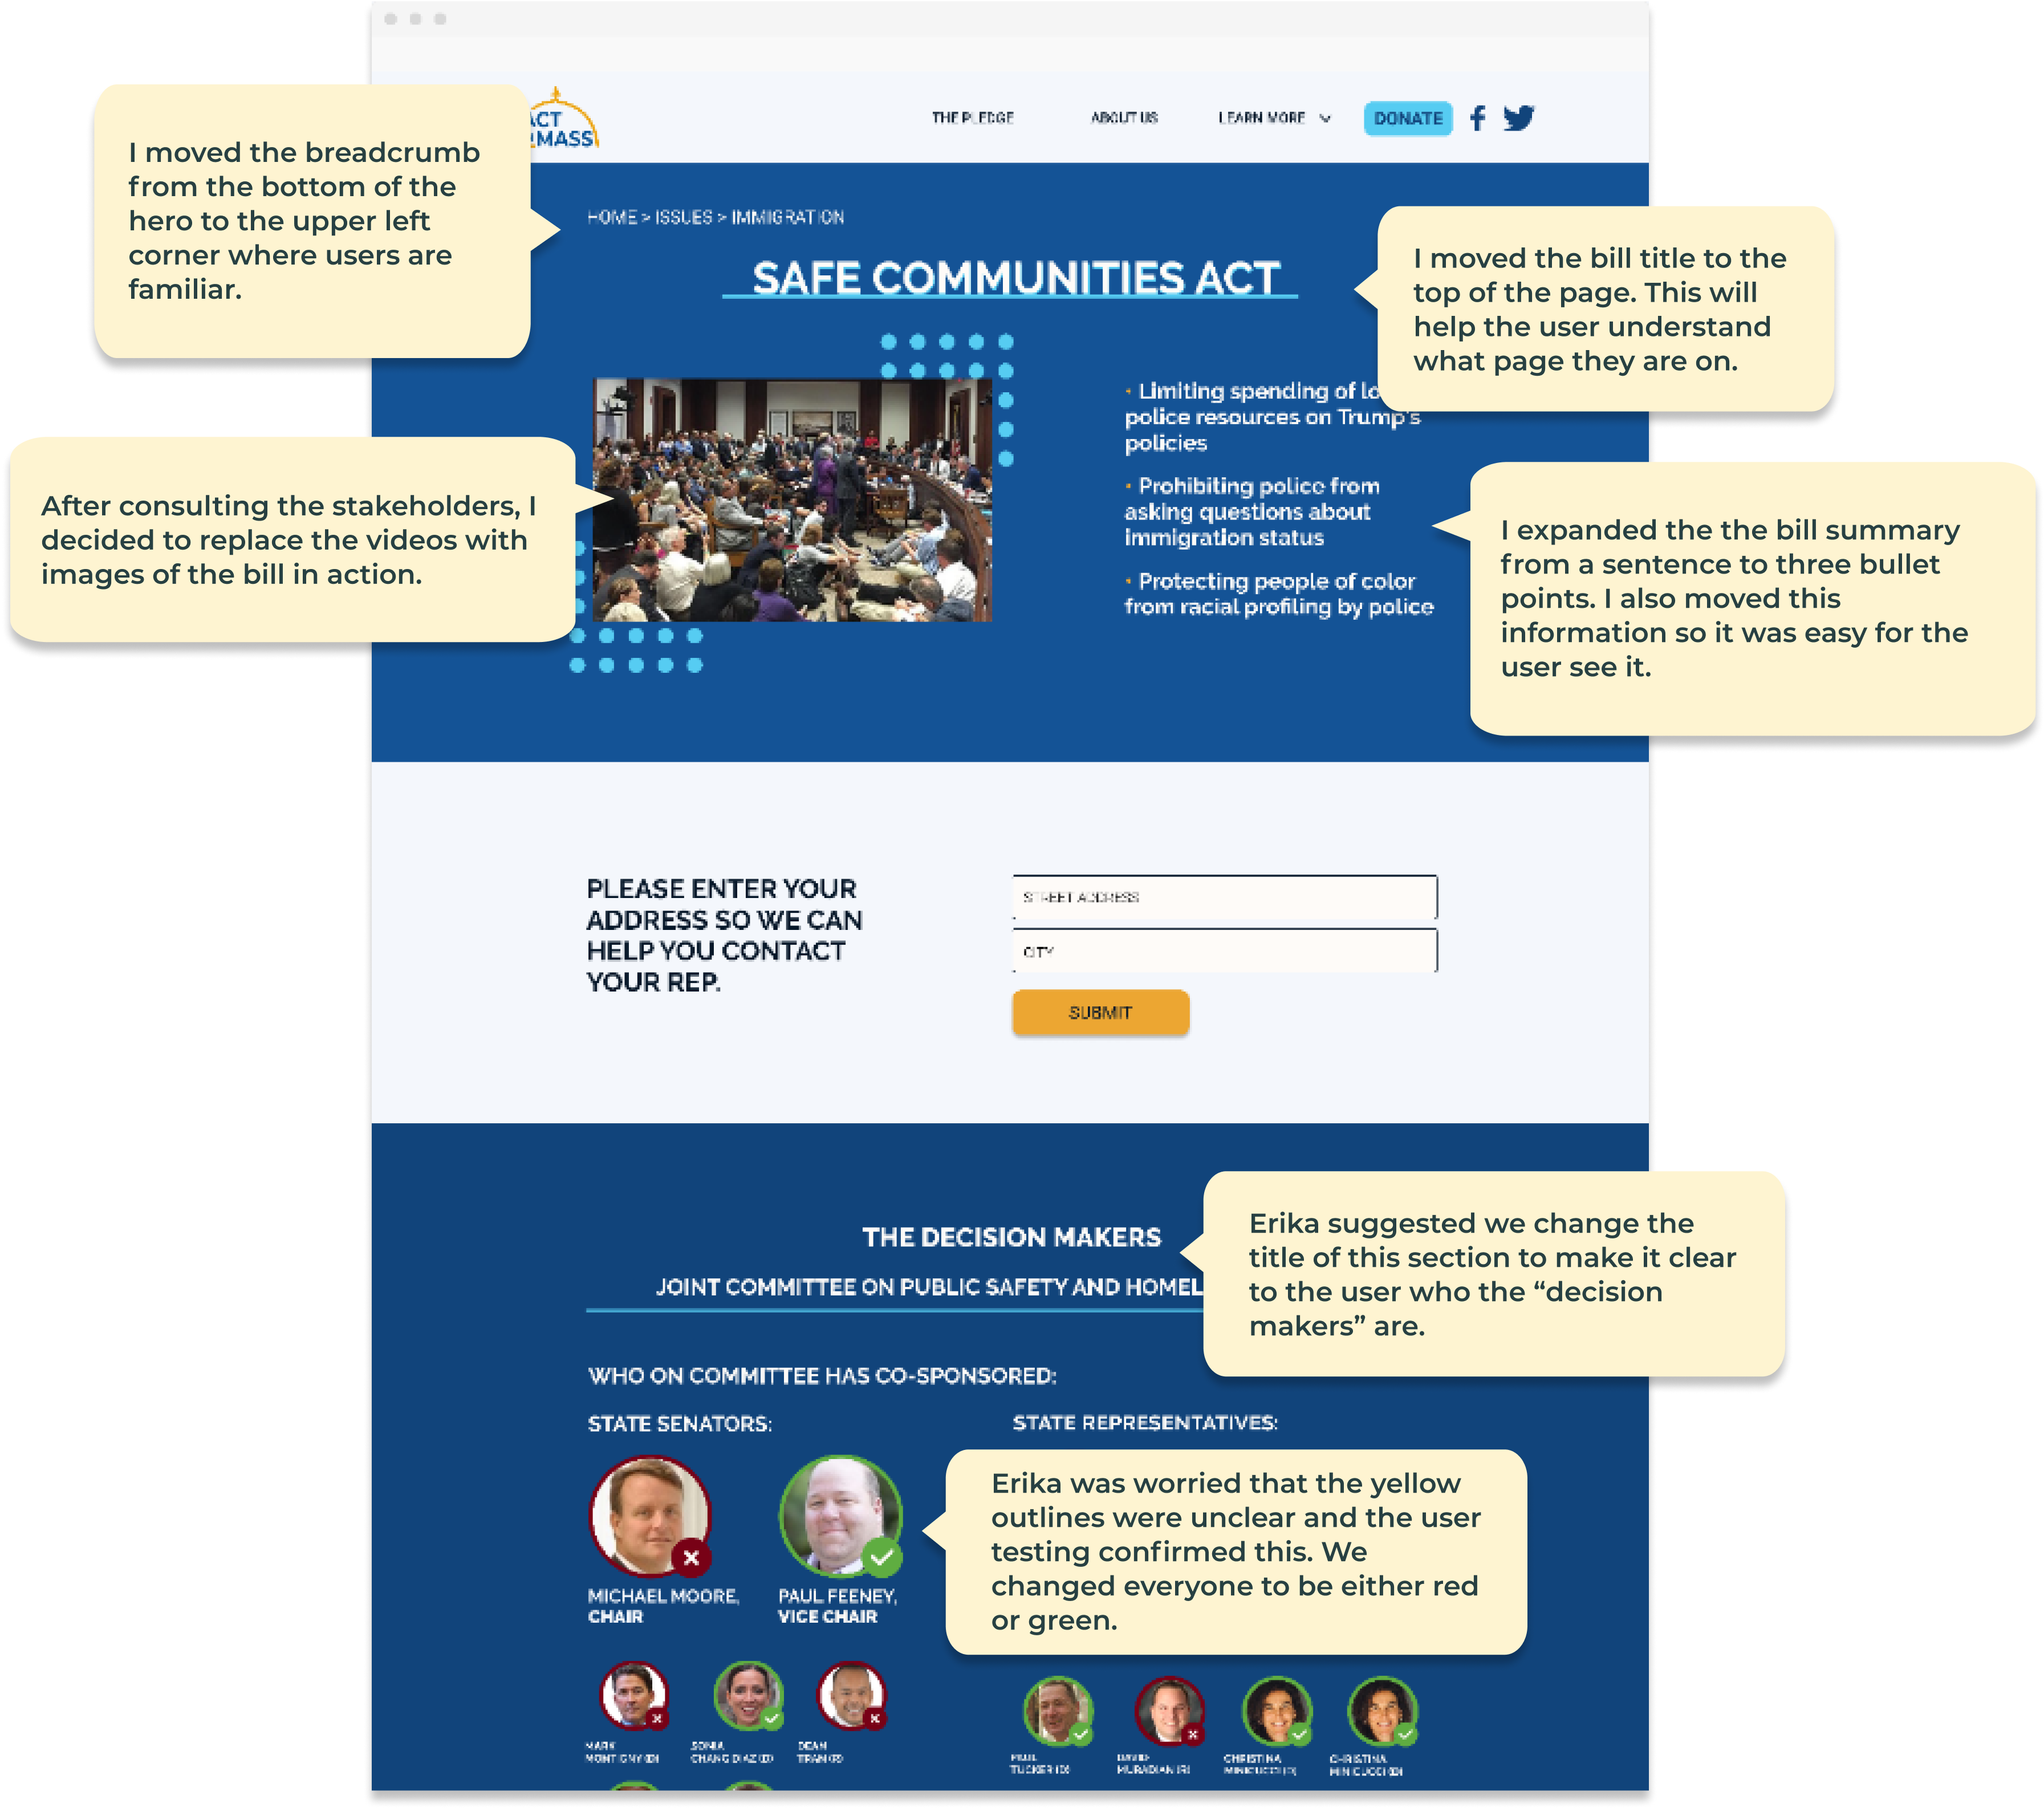 ACT
MASS
THE PLEDGE
ABOUT US
LEARN MORE
DONATE
I moved the breadcrumb
from the bottom of the
hero to the upper left
corner where users are
familiar.
HOME > ISSUES > IMMIGRATION
SAFE COMMUNITIES ACT
I moved the bill title to the
top of the page. This will
help the user understand
what page they are on.
• Limiting spending of lo
police resources on Trump's
policies
• Prohibiting police from
asking questions about
immigration status
• Protecting people of color
from racial profiling by police
After consulting the stakeholders, I
decided to replace the videos with
images of the bill in action.
I expanded the the bill summary
from a sentence to three bullet
points. I also moved this
information so it was easy for the
user see it.
PLEASE ENTER YOUR
ADDRESS SO WE CAN
HELP YOU CONTACT
YOUR REP.
STREET ADDRESS
CITY
SUBMIT
THE DECISION MAKERS
JOINT COMMITTEE ON PUBLIC SAFETY AND HOMEL
Erika suggested we change the
title of this section to make it clear
to the user who the “decision
makers” are.
WHO ON COMMITTEE HAS CO-SPONSORED:
STATE SENATORS:
STATE REPRESENTATIVES:
Erika was worried that the yellow
outlines were unclear and the user
testing confirmed this. We
changed everyone to be either red
or green.
MICHAEL MOORE,
CHAIR
PAUL FEENEY,
VICE CHAIR
MARK
MONTIGNY (D)
SONIA
CHANG DIAZ (D)
DEAN
TRAN (R)
PAUL
TUCKER (D)
DAVID
MURADIAN (R)
CHRISTINA
MINICUCCI (D)
CHRISTINA
MINICUCCI (D)